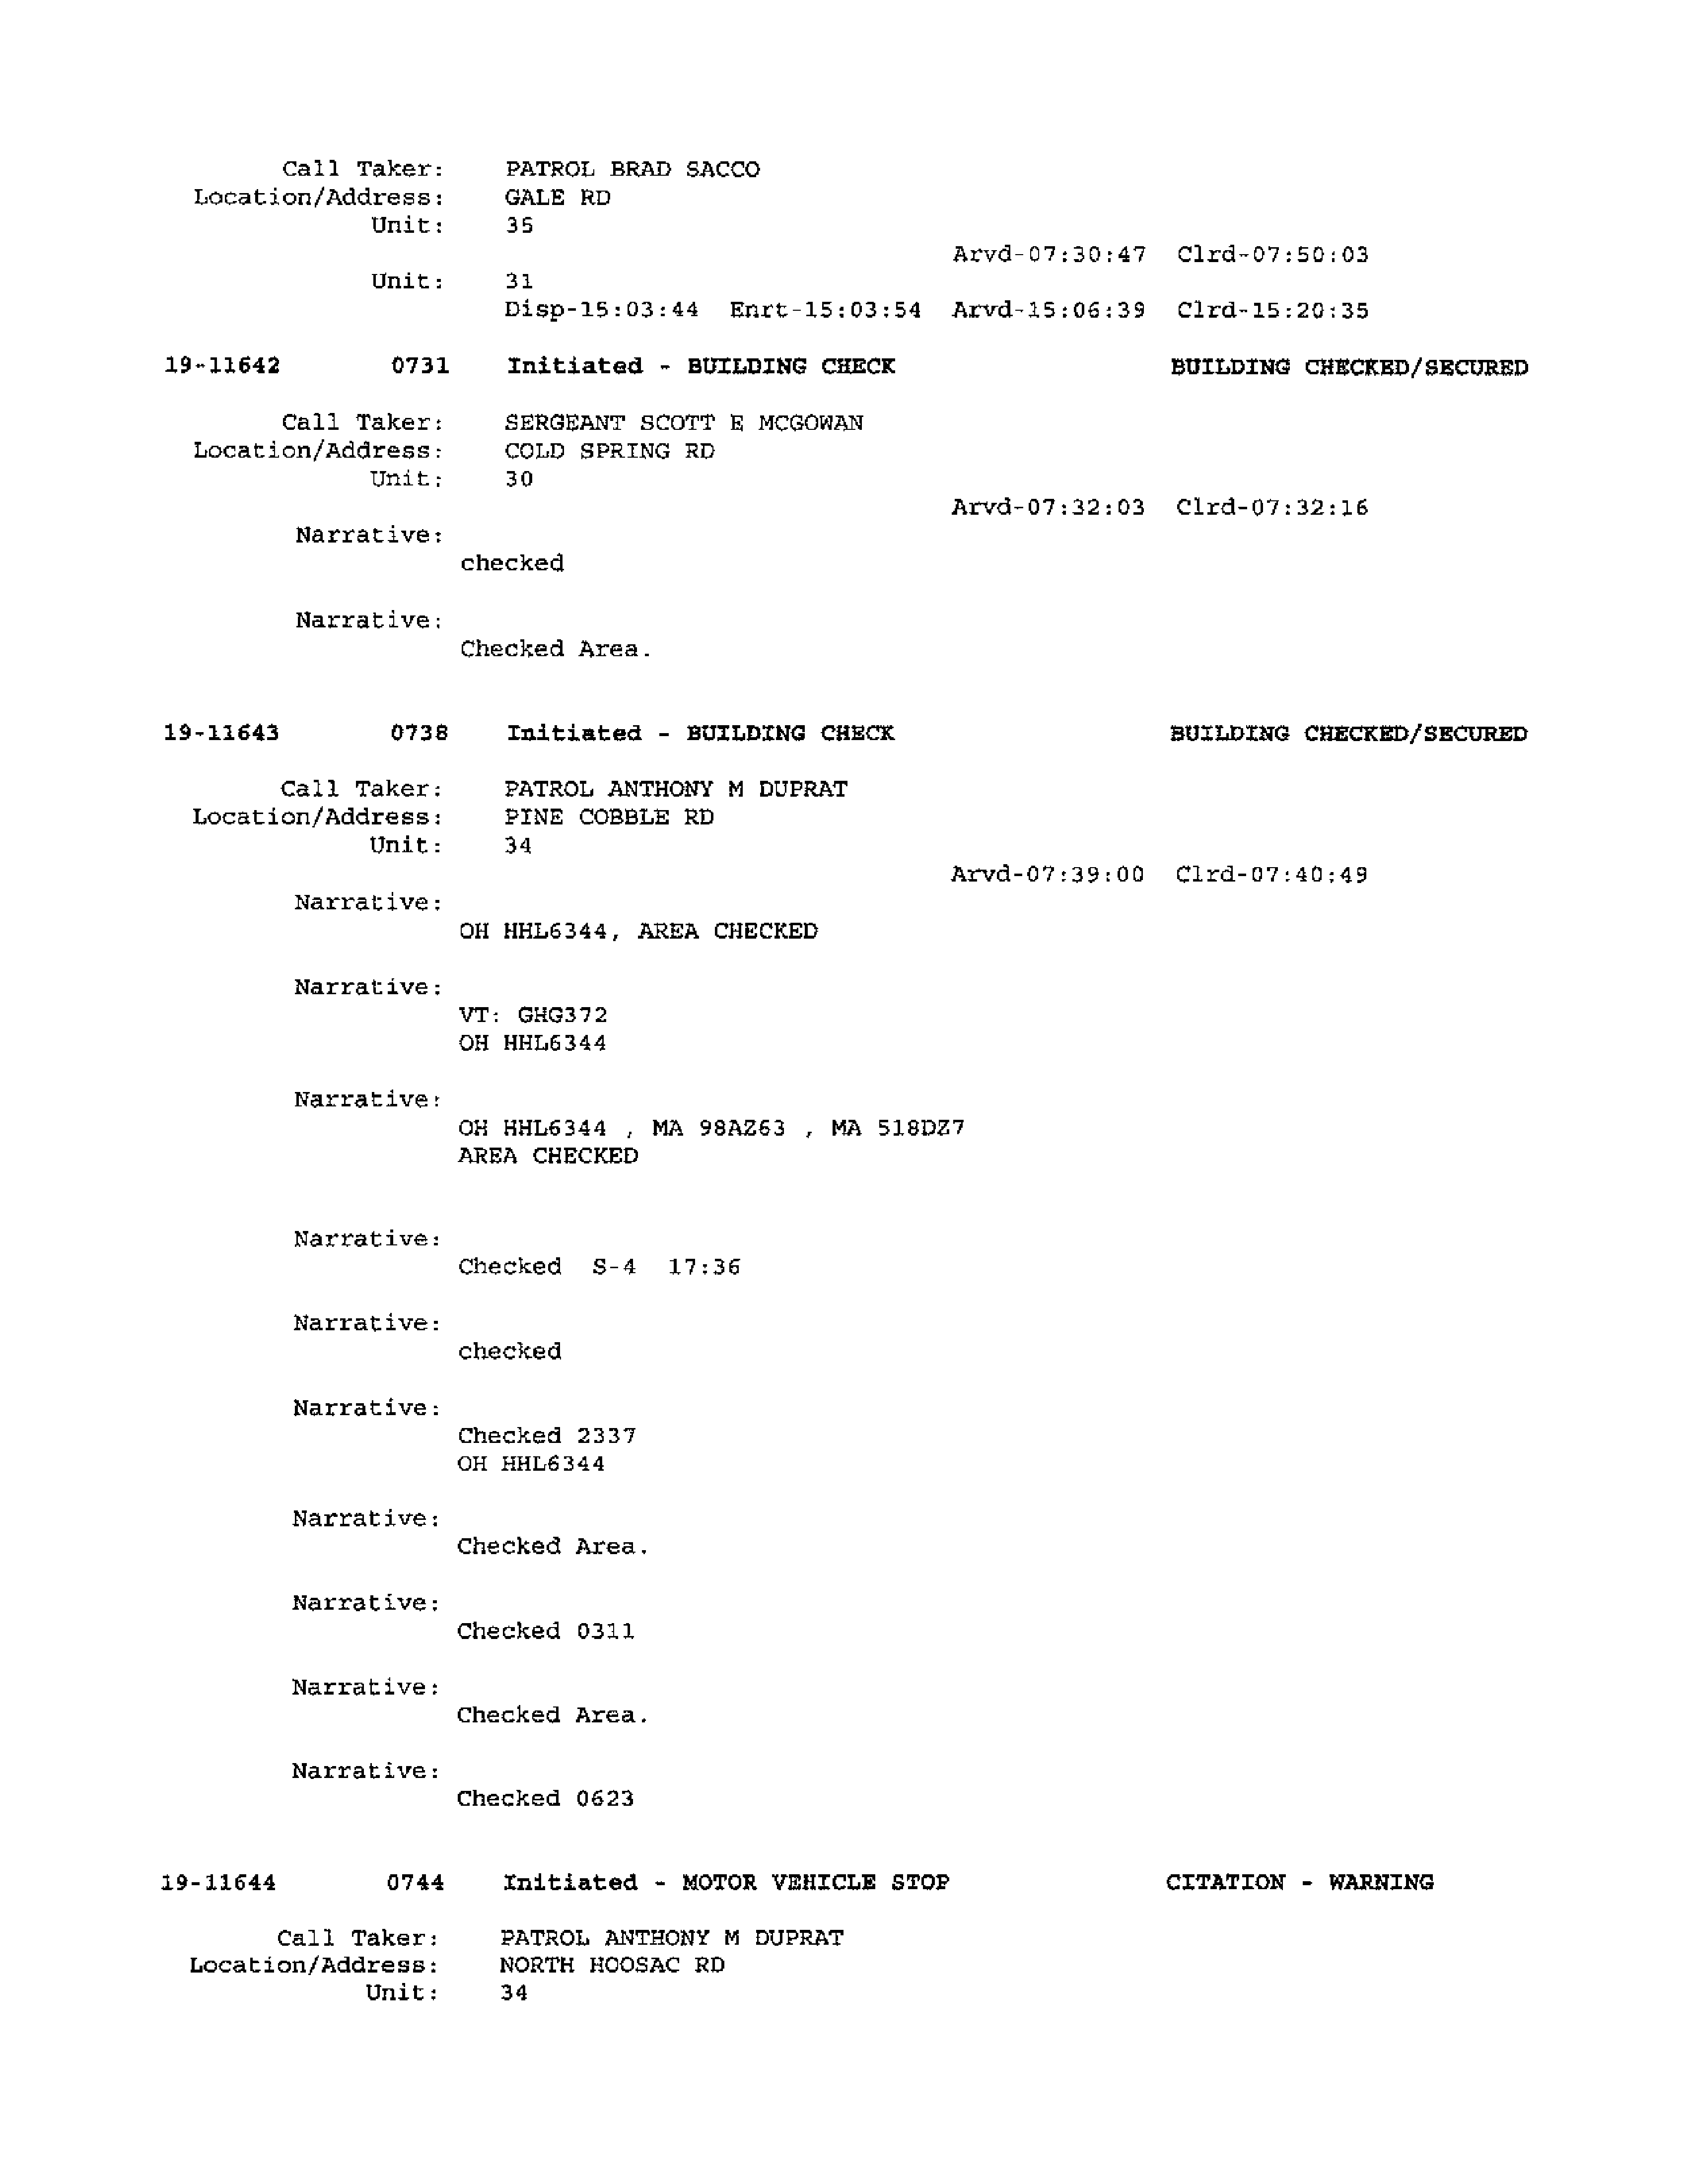 Call Taker: PATROL BRAD SACCO
Location/Address: GALE RD
Unit: 35
Arvd-07:30:47 Clrd-07:50:03
Unit: 31
Disp-15:03:44 Enrt-15:03:54 Arvd-15:06:39 Clrd-15:20:35
19-11642 0731 Initiated - BUILDING CHECK BUILDING CHECKED/SECURED
Call Taker: SERGEANT SCOTT E MCGOWAN
Location/Address: COLD SPRING RD
Unit: 30
Arvd-07:32:03 Clrd-07:32:16
Narrative:
checked
Narrative:
Checked Area.
19-11643 0738 Initiated - BUILDING CHECK BUILDING CHECKED/SECURED
Call Taker: PATROL ANTHONY M DUPRAT
Location/Address: PINE COBBLE RD
Unit: 34
Arvd-07:39:00 Clrd-07:40:49
Narrative:
OH HHL6344, AREA CHECKED
Narrative:
VT: GHG372
OH HHL6344
Narrative:
OH HHL6344 , MA 98AZ63 , MA 518DZ7
AREA CHECKED
Narrative:
Checked S-4 17:36
Narrative:
checked
Narrative:
Checked 2337
OH HHL6344
Narrative:
Checked Area.
Narrative:
Checked 0311
Narrative:
Checked Area.
Narrative:
Checked 0623
19-11644 0744 Initiated - MOTOR VEHICLE STOP CITATION - WARNING
Call Taker: PATROL ANTHONY M DUPRAT
Location/Address: NORTH HOOSAC RD
Unit: 34